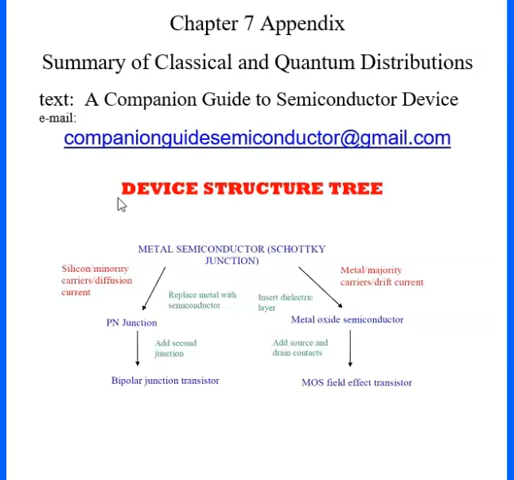 Chapter 7 Appendix
Summary of Classical and Quantum Distributions
text: A Companion Guide to Semiconductor Device
e-mail:
companionguidesemiconductor@gmail.com
DEVICE STRUCTURE TREE
METAL SEMICONDUCTOR (SCHOTTKY
JUNCTION)
Silicon/minority
carriers/diffusion
current
Metal/majority
carriers/drift current
Replace metal with
semiconductor
Insert dielectric
layer
PN Junction
Metal oxide semiconductor
Add second
junction
Add source and
drain contacts
Bipolar junction transistor
MOS field effect transistor